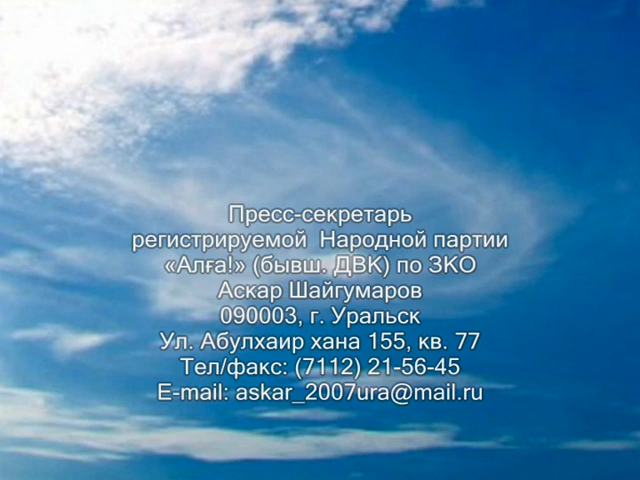 Пресс-секретарь
регистрируемой Народной партии
«Алға!» (бывш. ДВК) по ЗКО
Аскар Шайгумаров
090003, г. Уральск
Ул. Абулхаир хана 155, кв. 77
Тел/факс: (7112) 21-56-45
E-mail: askar_2007ura@mail.ru